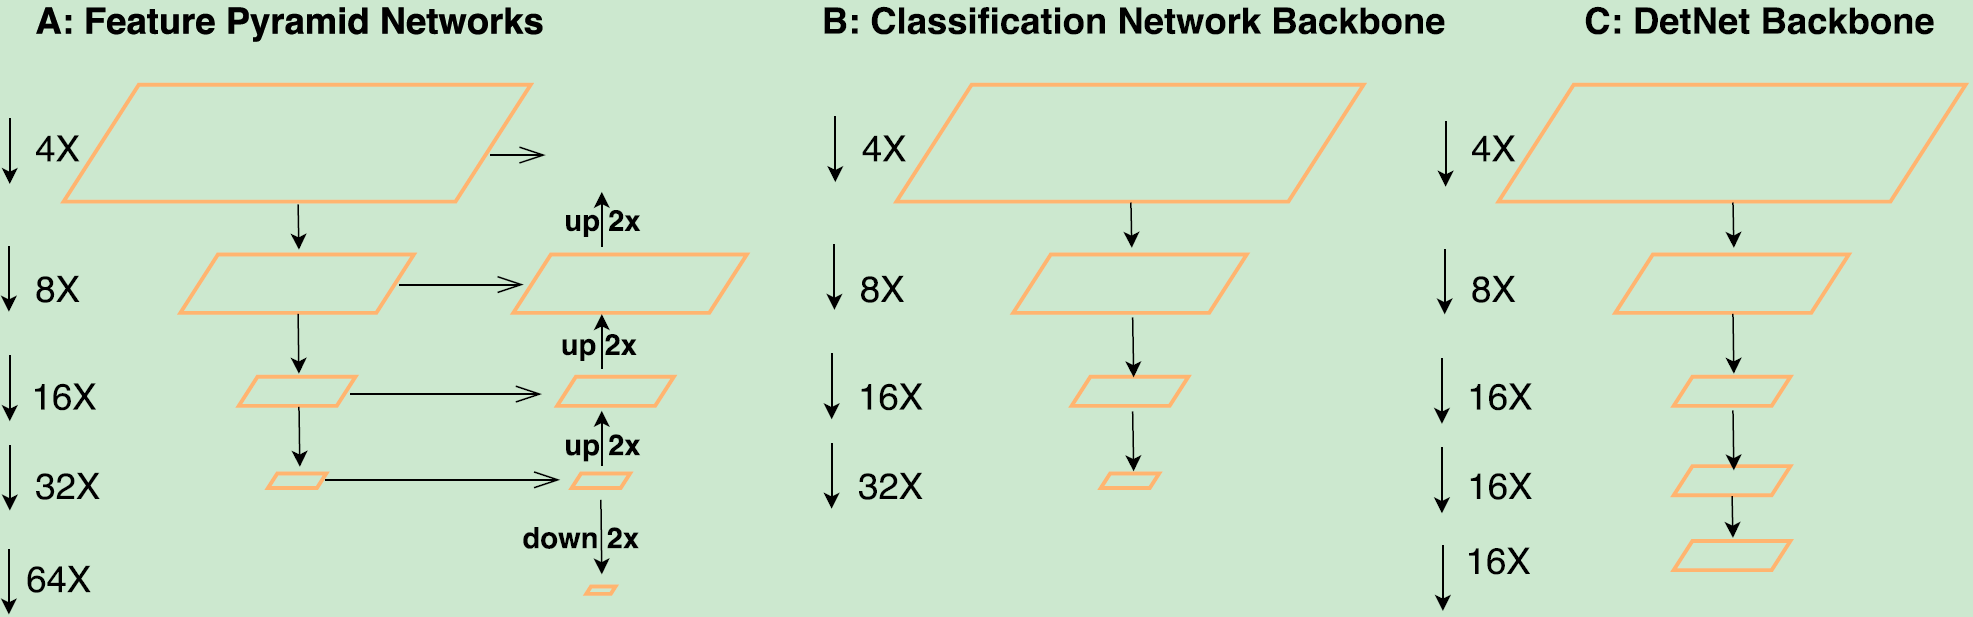 A: Feature Pyramid Networks
4X
up 2x
8X
up 2x
16X
up 2x
32X
down 2x
64X
B: Classification Network Backbone
4X
8X
16X
32X
C: DetNet Backbone
4X
8X
16X
16X
16X